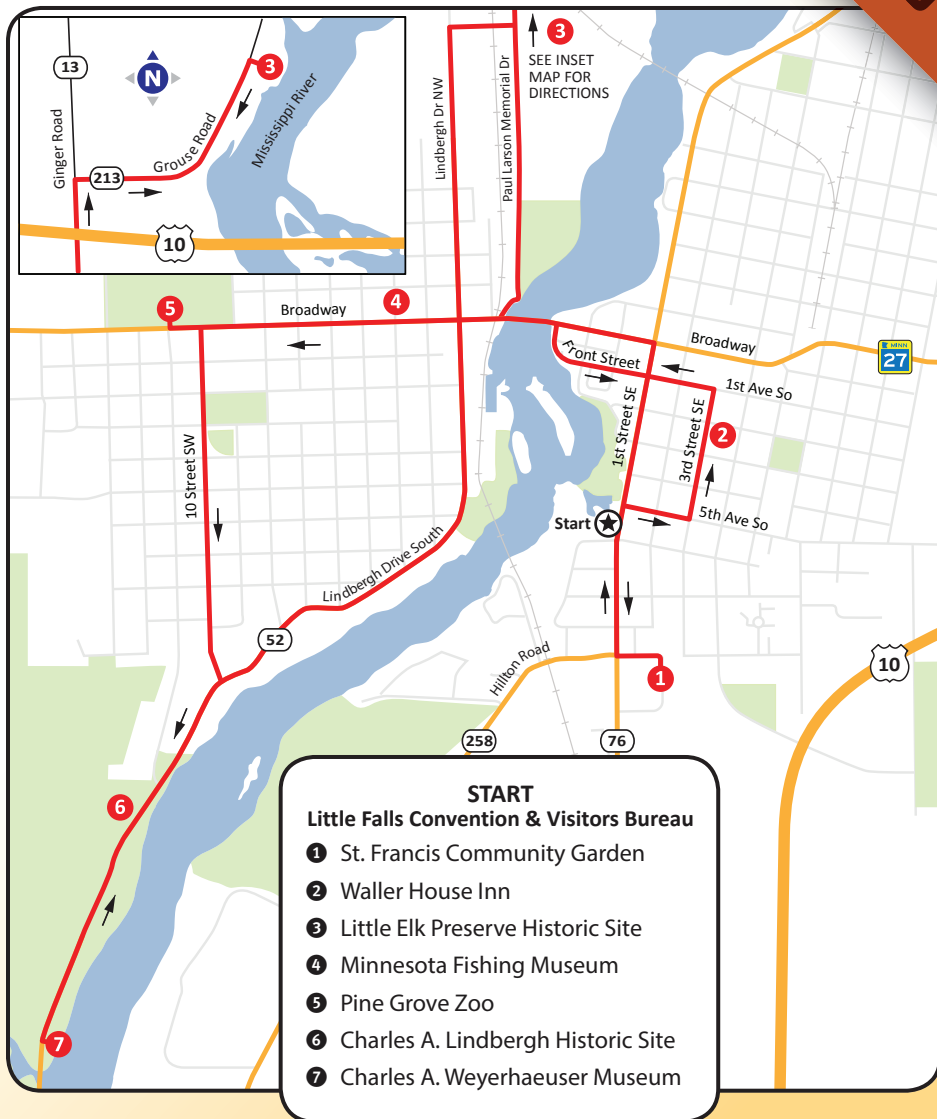 13
N
3
Ginger Road
Grouse Road
Mississippi River
213
10
Lindbergh Dr NW
Paul Larson Memorial Dr
3
SEE INSET
MAP FOR
DIRECTIONS
5
Broadway
4
Front Street
Broadway
MINN
27
1st Ave So
1st Street SE
3rd Street SE
2
10 Street SW
Start
5th Ave So
Lindbergh Drive South
52
Hillton Road
1
10
258
76
6
7
START
Little Falls Convention & Visitors Bureau
1 St. Francis Community Garden
2 Waller House Inn
3 Little Elk Preserve Historic Site
4 Minnesota Fishing Museum
5 Pine Grove Zoo
6 Charles A. Lindbergh Historic Site
7 Charles A. Weyerhaeuser Museum